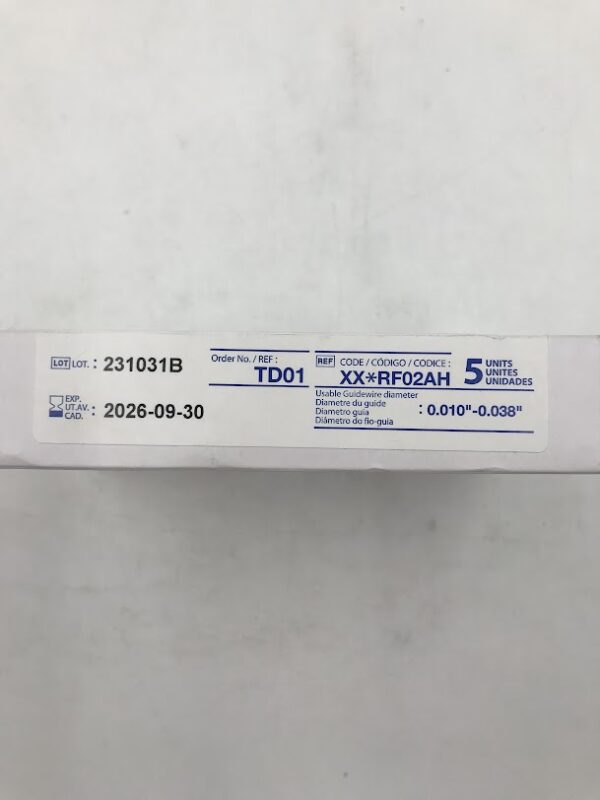 LOT LOT. : 231031B
EXP.
UT.AV. : 2026-09-30
CAD.
Order No. / REF :
TD01
REF CODE / CÓDIGO / CODICE :
XX*RF02AH
5 UNITS
UNITES
UNIDADES
Usable Guidewire diameter
Diametre du guide
Diametro guia : 0.010"-0.038"
Diâmetro do fio-guia